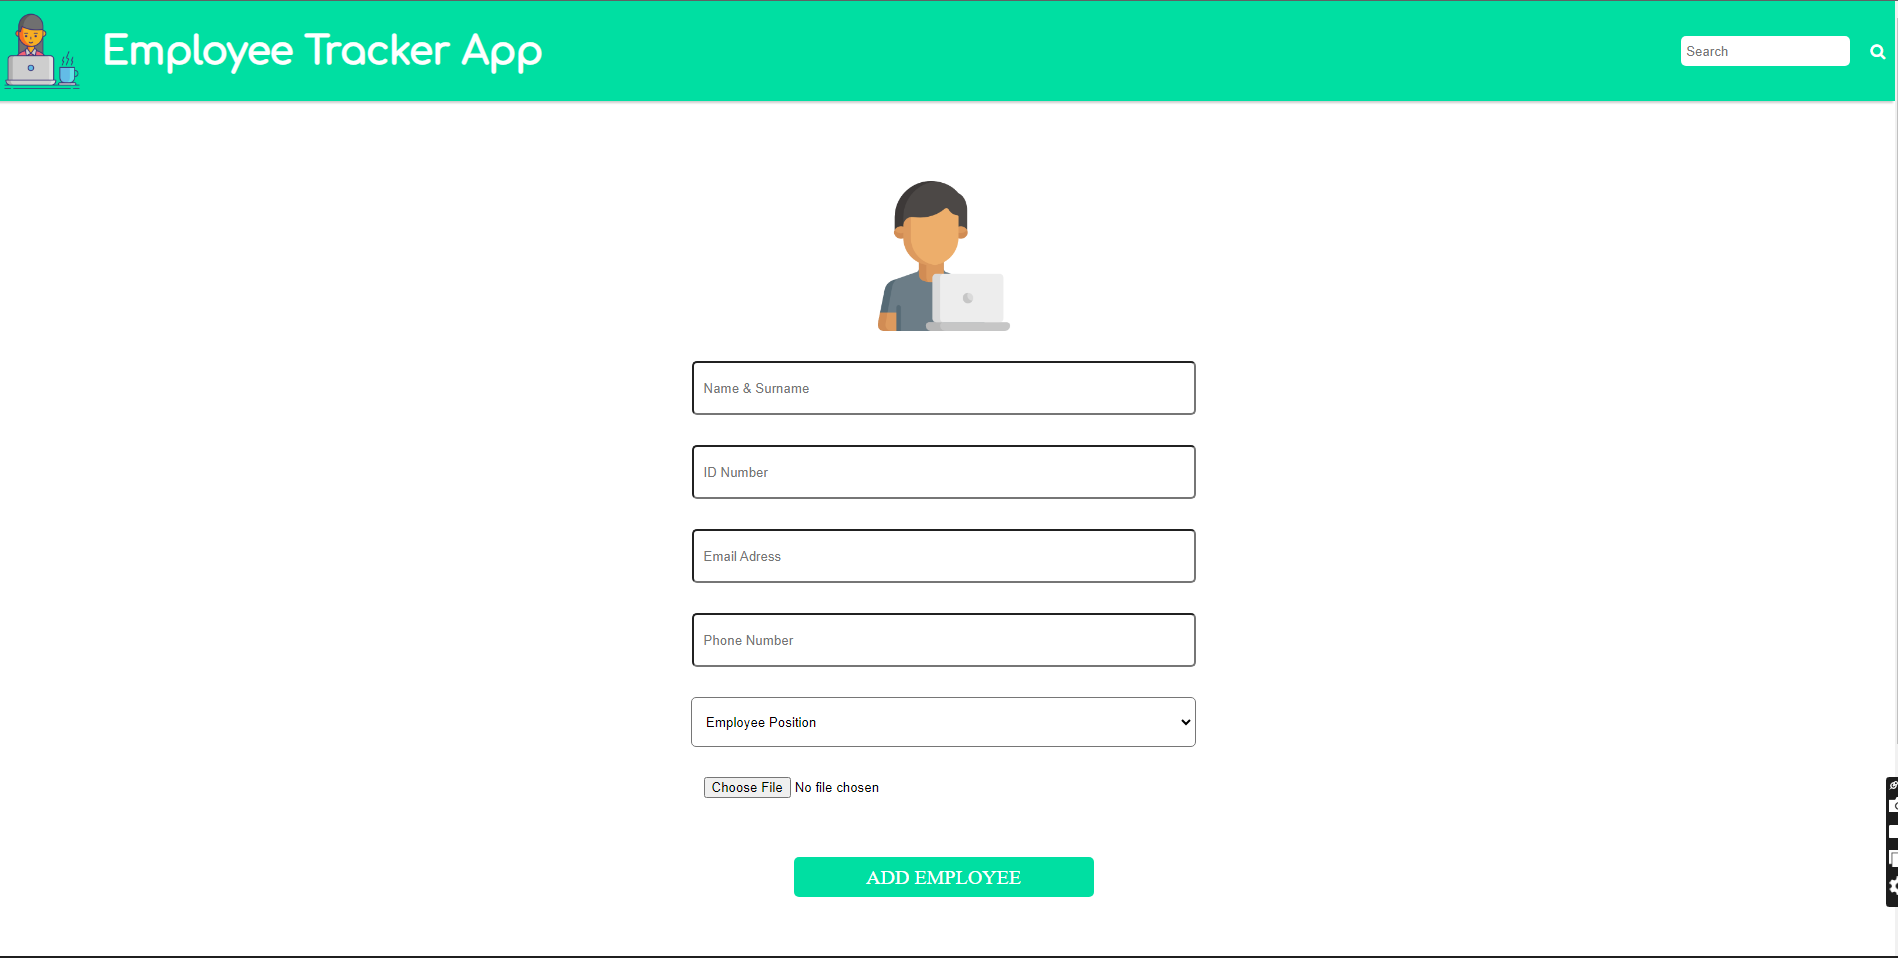 Employee Tracker App
Search
Name & Surname
ID Number
Email Adress
Phone Number
Employee Position
Choose File No file chosen
ADD EMPLOYEE